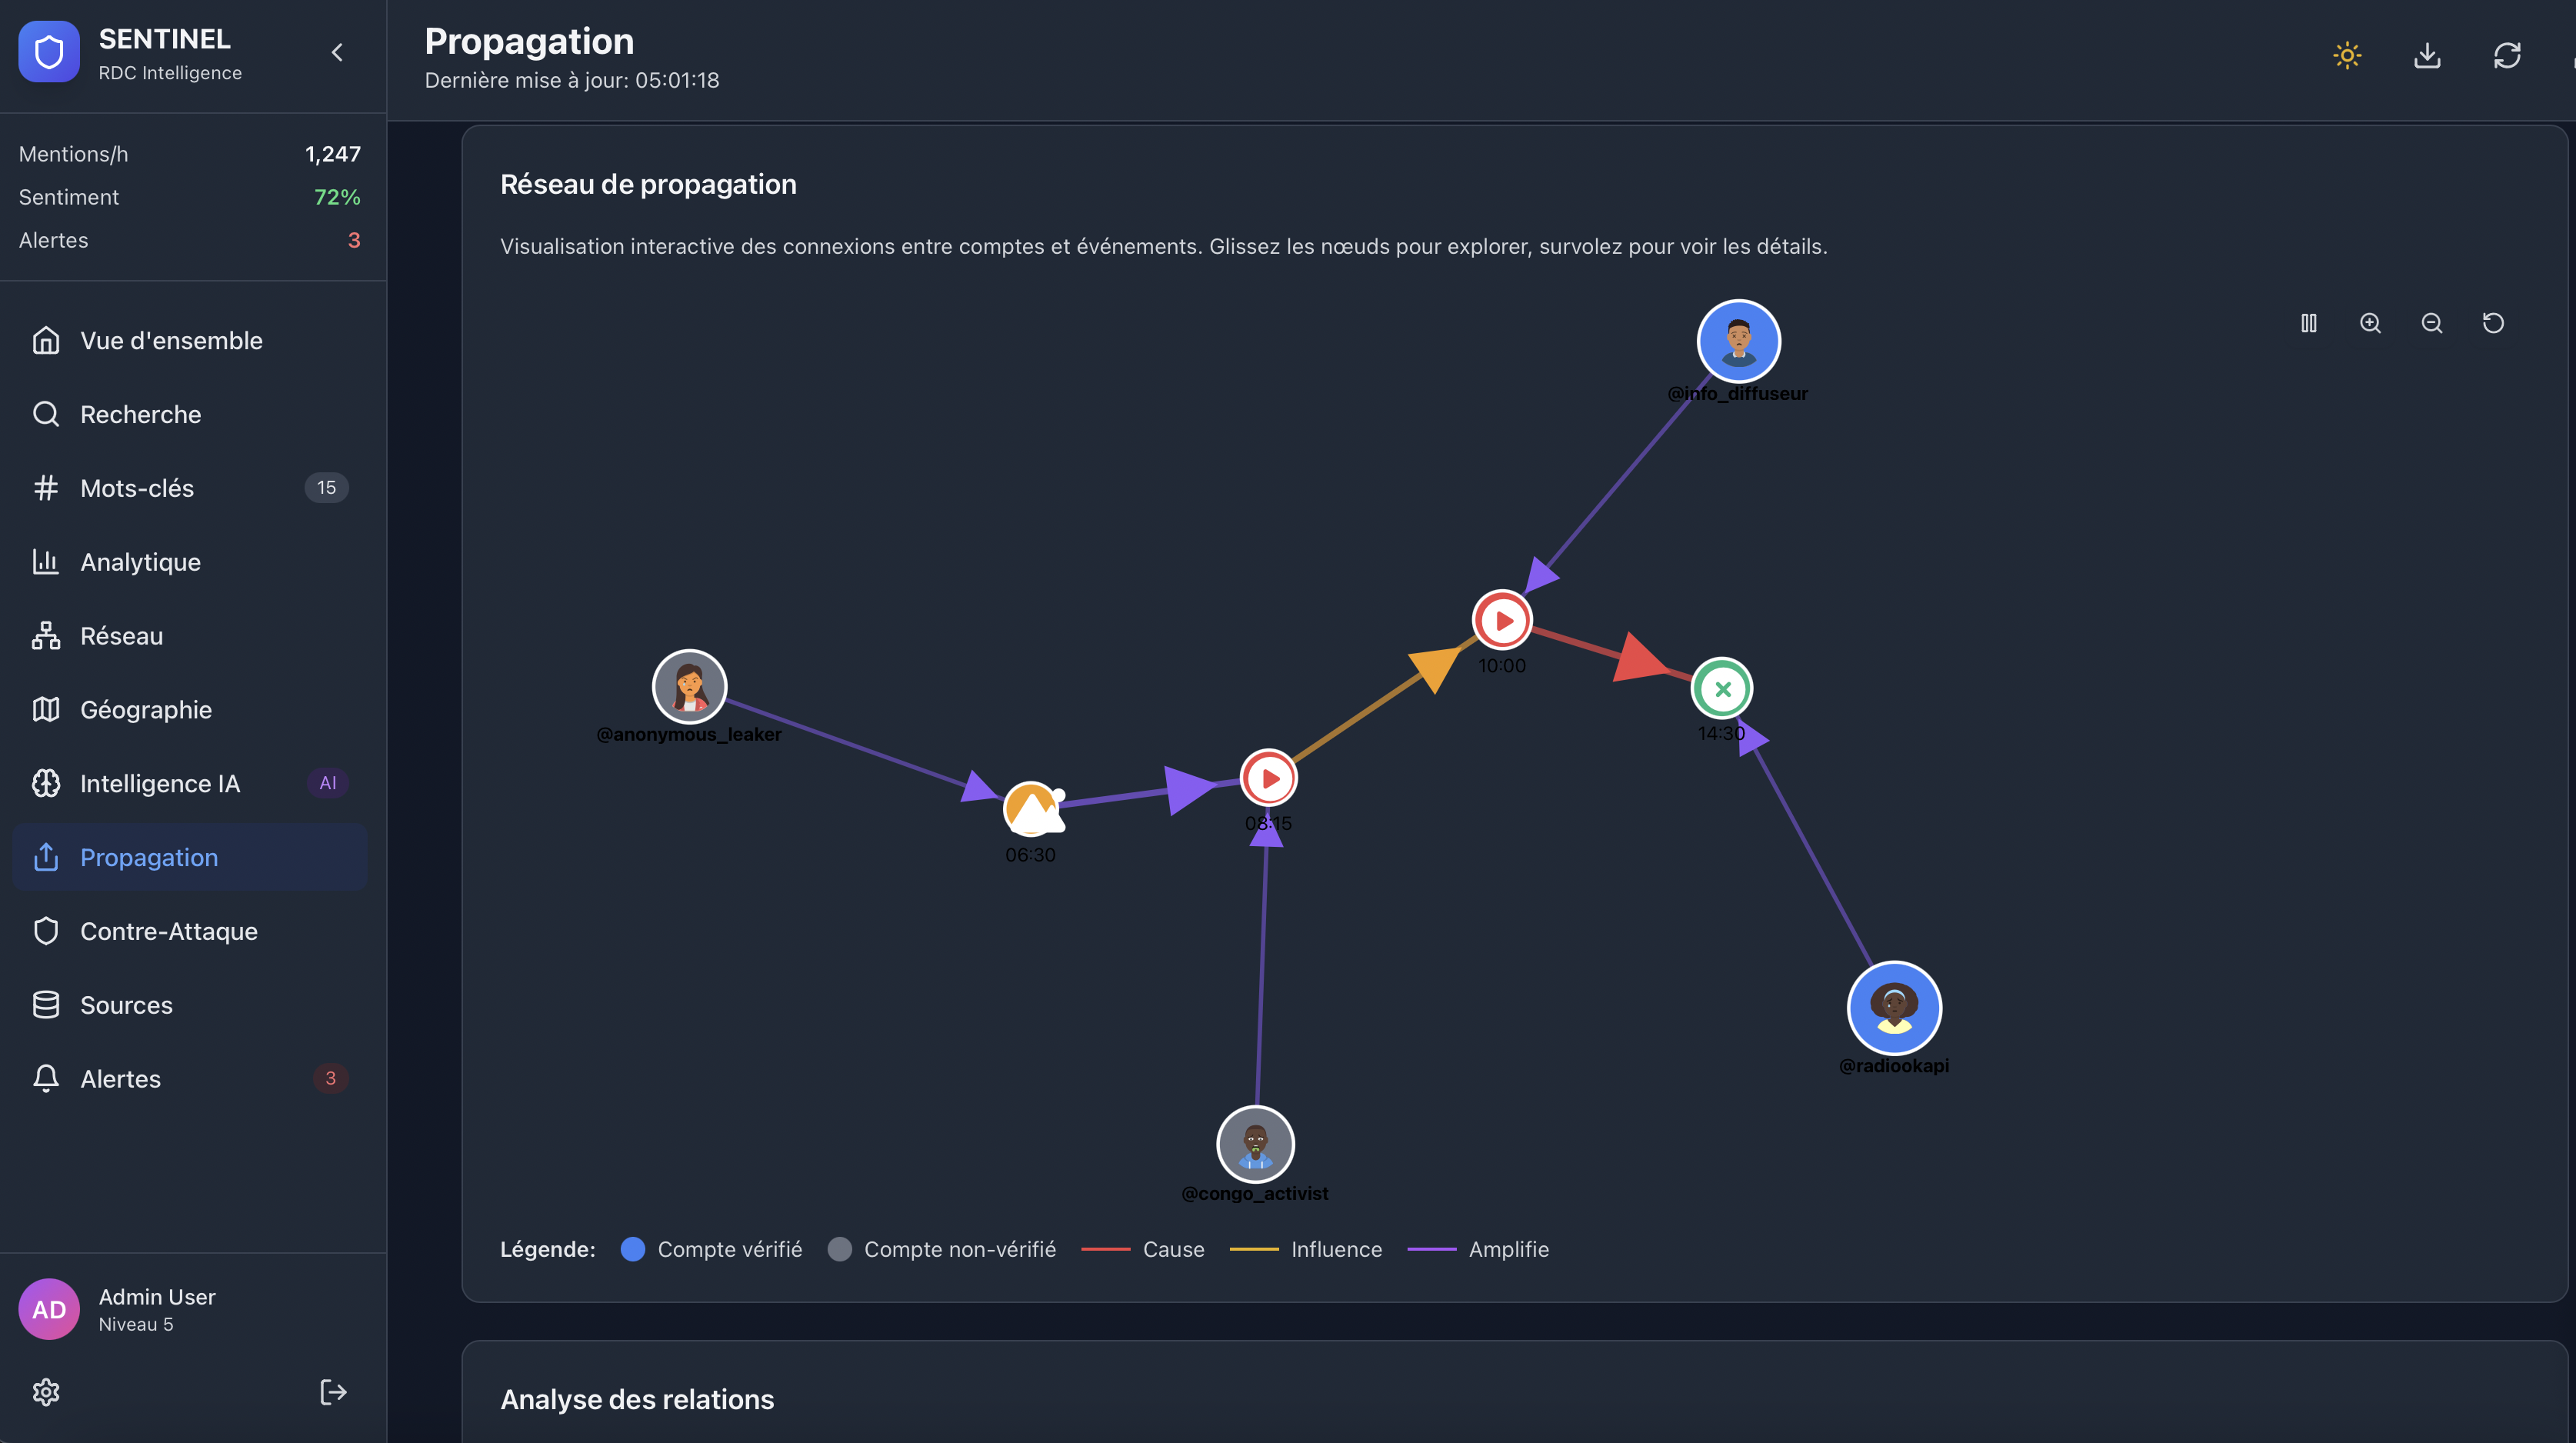 SENTINEL
RDC Intelligence
Mentions/h 1,247
Sentiment 72%
Alertes 3
Vue d'ensemble
Recherche
Mots-clés 15
Analytique
Réseau
Géographie
Intelligence IA AI
Propagation
Contre-Attaque
Sources
Alertes 3
AD
Admin User
Niveau 5
Propagation
Dernière mise à jour: 05:01:18
Réseau de propagation
Visualisation interactive des connexions entre comptes et événements. Glissez les nœuds pour explorer, survolez pour voir les détails.
@info_diffuseur
10:00
@anonymous_leaker
14:30
08:15
06:30
@radiookapi
@congo_activist
Légende: Compte vérifié Compte non-vérifié Cause Influence Amplifie
Analyse des relations